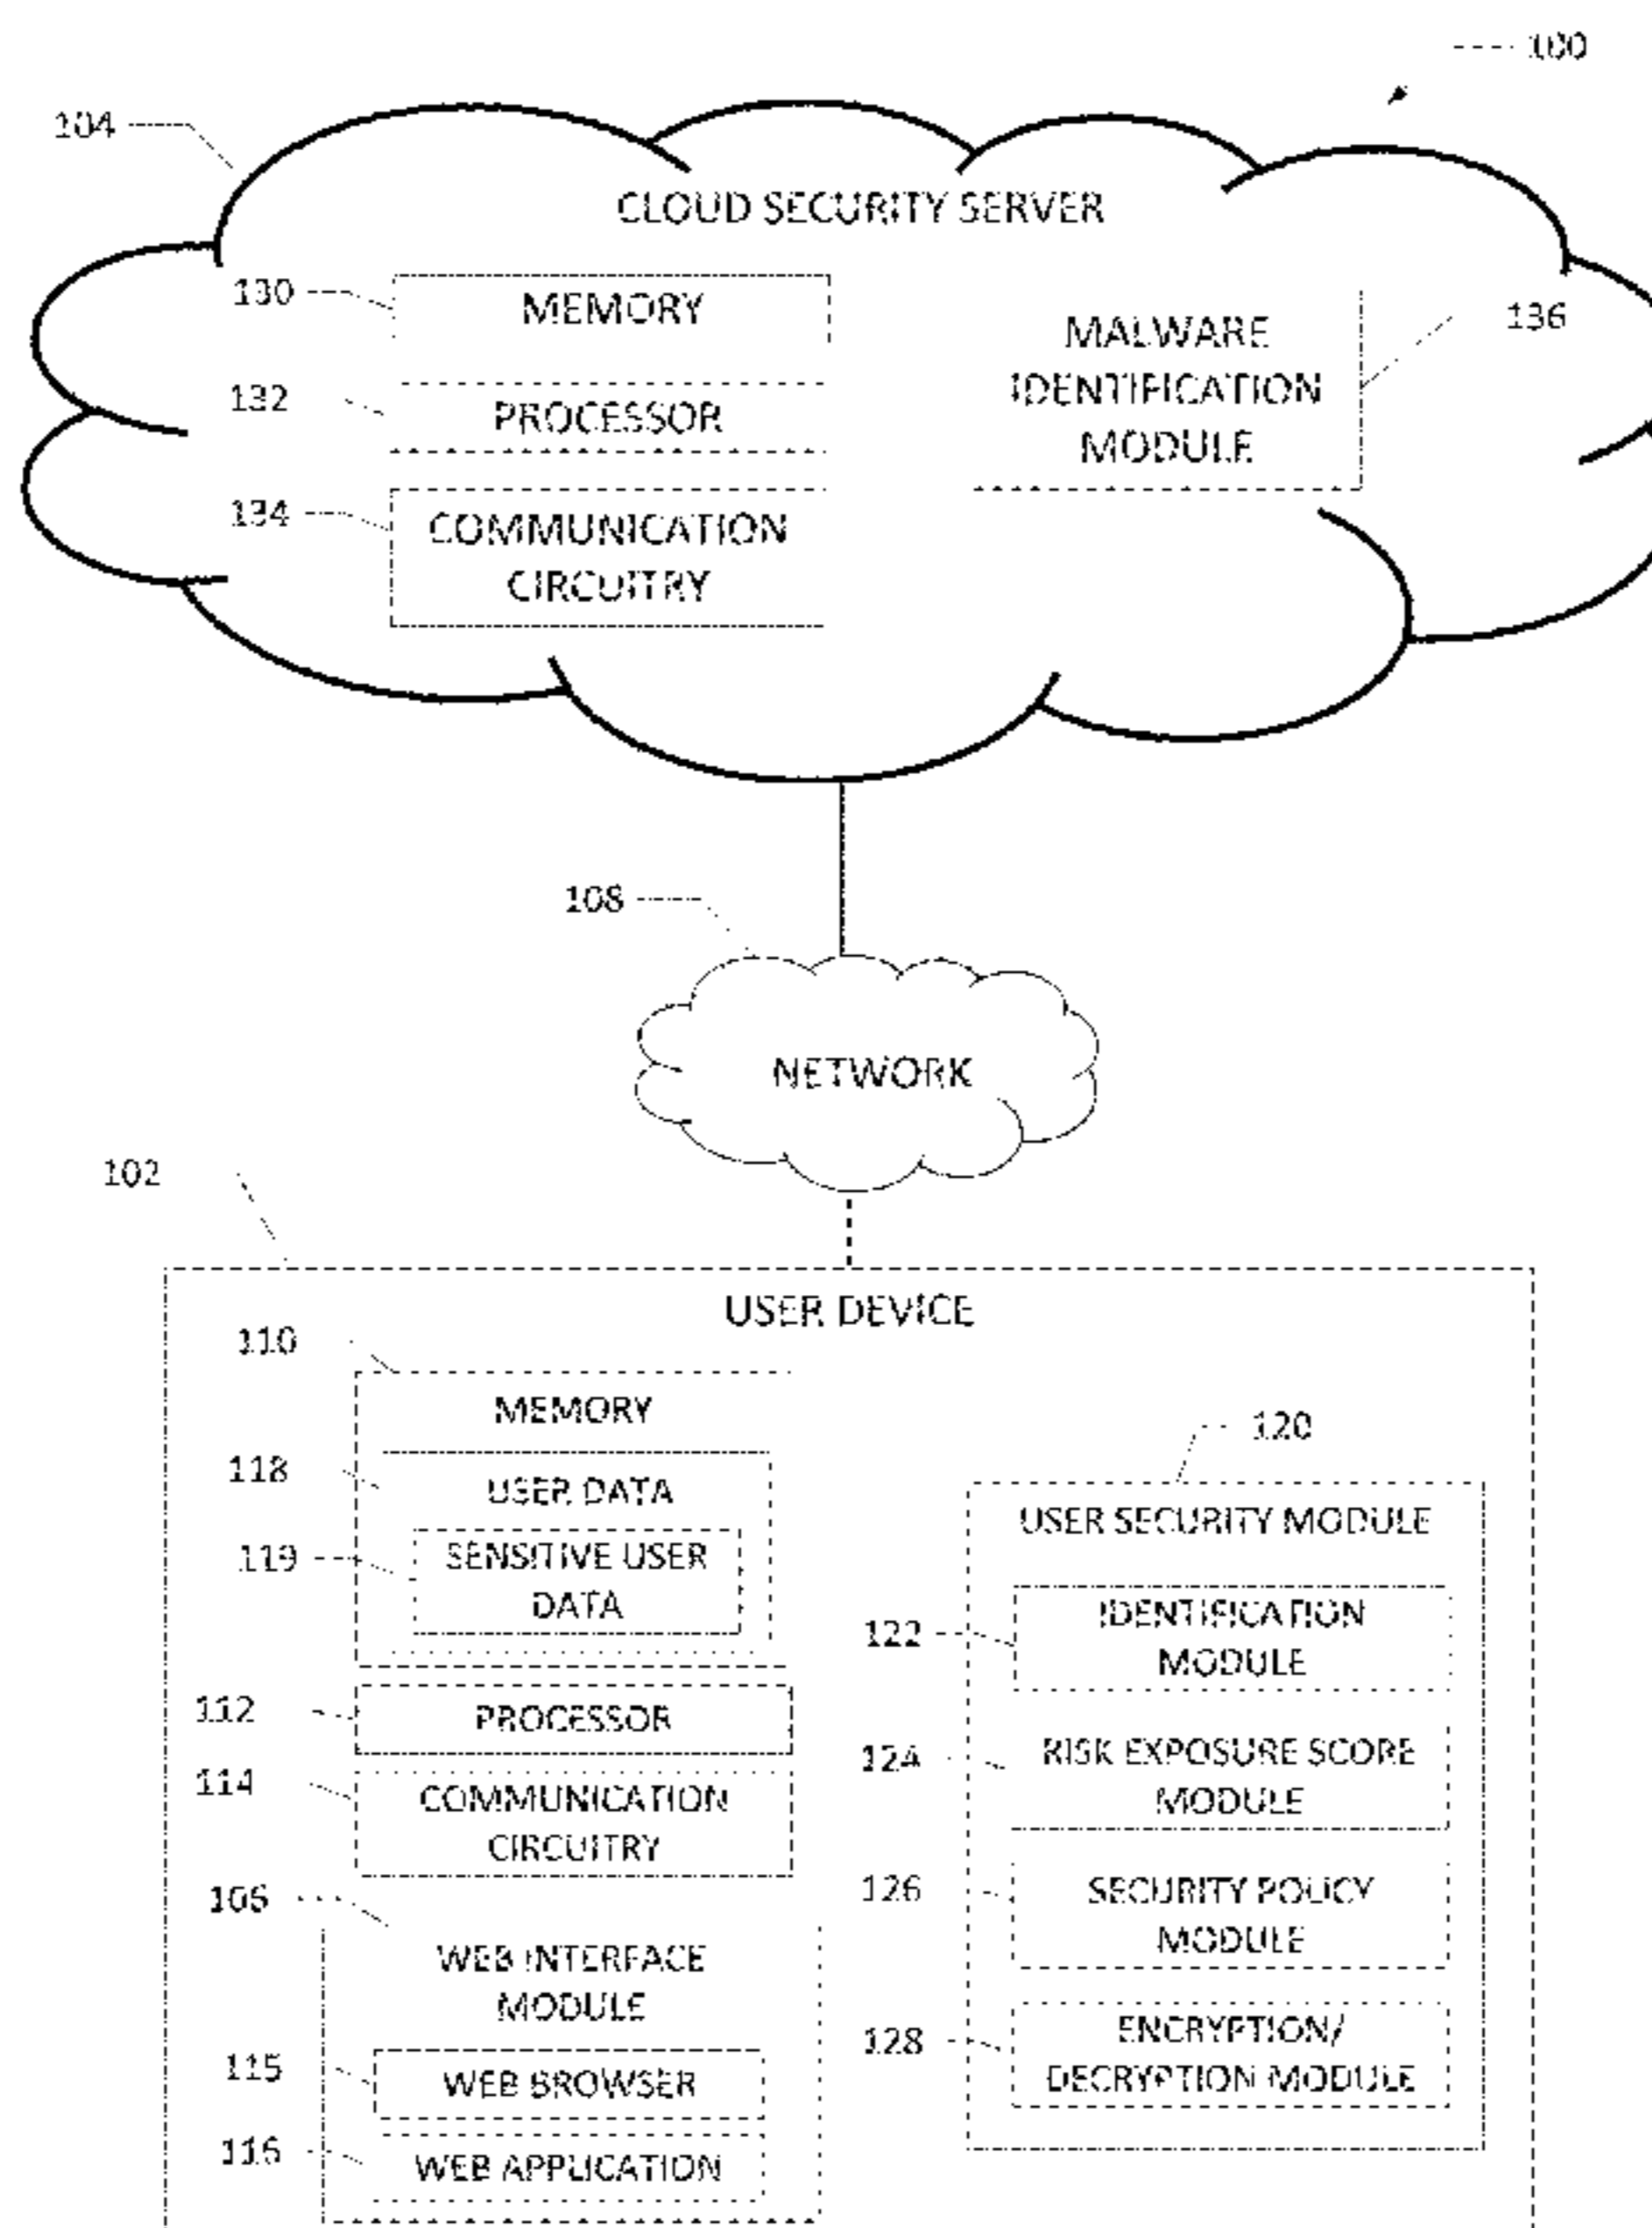 100
104
CLOUD SECURITY SERVER
130
MEMORY
136
MALWARE
IDENTIFICATION
MODULE
132
PROCESSOR
134
COMMUNICATION
CIRCUITRY
108
NETWORK
102
USER DEVICE
110
MEMORY
118
USER DATA
119
SENSITIVE USER
DATA
112
PROCESSOR
114
COMMUNICATION
CIRCUITRY
106
WEB INTERFACE
MODULE
115
WEB BROWSER
116
WEB APPLICATION
120
USER SECURITY MODULE
122
IDENTIFICATION
MODULE
124
RISK EXPOSURE SCORE
MODULE
126
SECURITY POLICY
MODULE
128
ENCRYPTION/
DECRYPTION MODULE